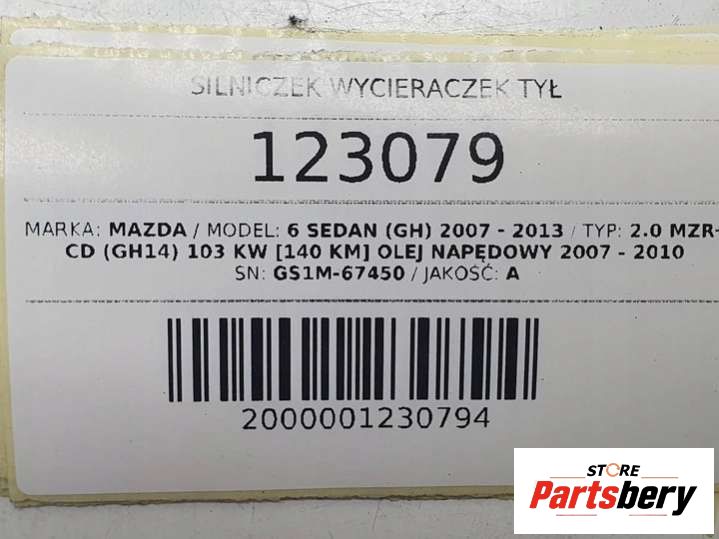 SILNICZEK WYCIERACZEK TYŁ
123079
MARKA: MAZDA / MODEL: 6 SEDAN (GH) 2007 - 2013 / TYP: 2.0 MZR-
CD (GH14) 103 KW [140 KM] OLEJ NAPĘDOWY 2007 - 2010
SN: GS1M-67450 / JAKOŚĆ: A
2000001230794
STORE
Partsbery